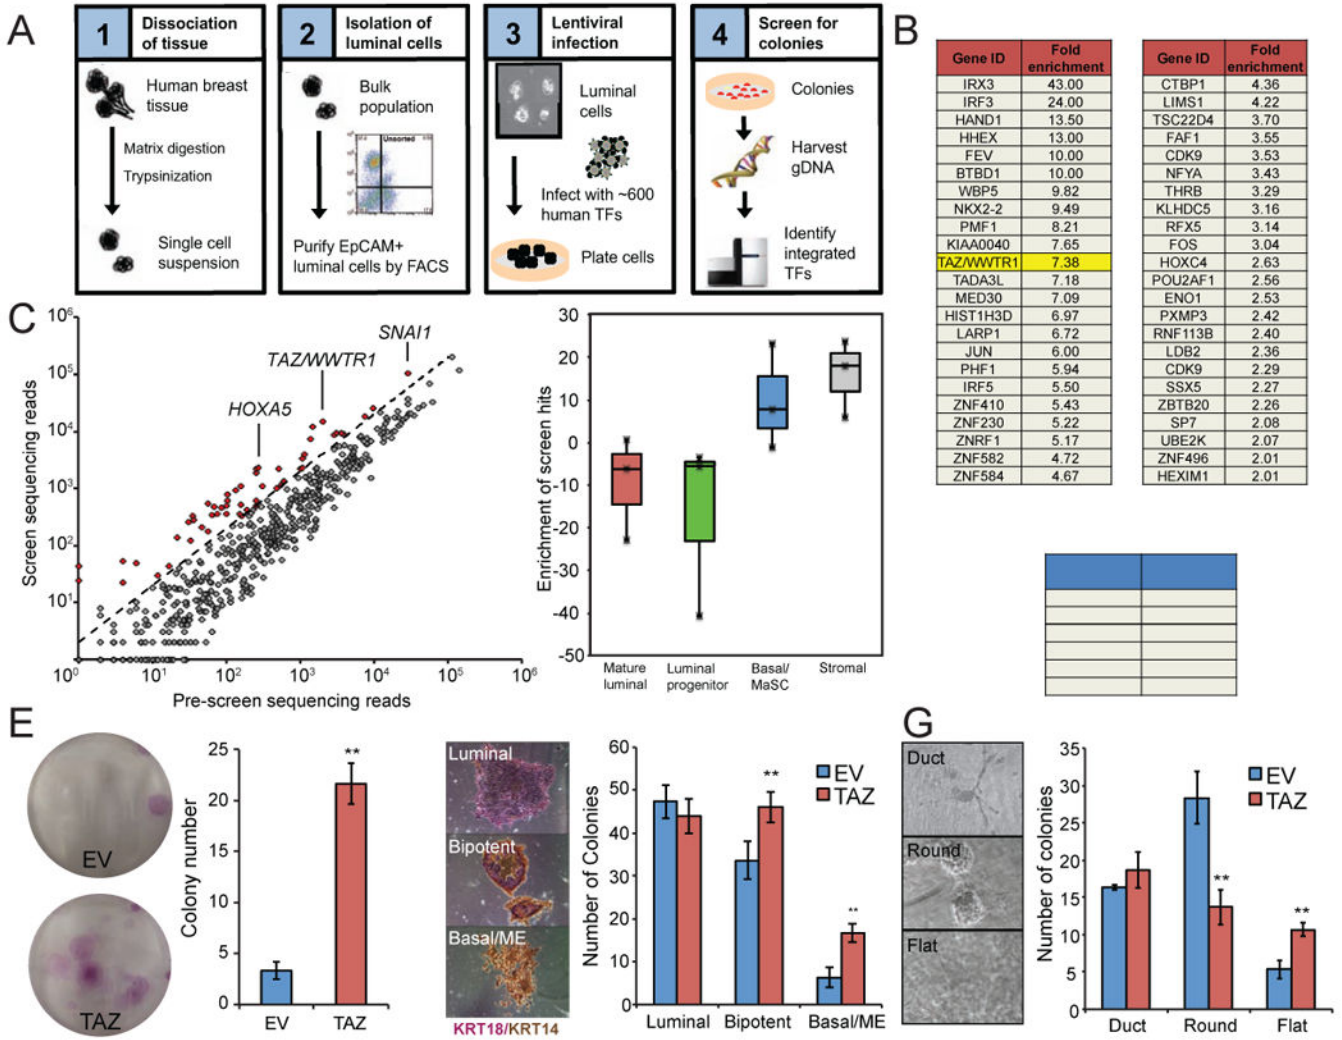 A
1 Dissociation
of tissue
Human breast
tissue
Matrix digestion
Trypsinization
Single cell
suspension
2 Isolation of
luminal cells
Bulk
population
Unsorted
Purify EpCAM+
luminal cells by FACS
3 Lentiviral
infection
Luminal
cells
Infect with ~600
human TFs
Plate cells
4 Screen for
colonies
Colonies
Harvest
gDNA
Identify
integrated
TFs
B
Gene ID Fold
enrichment
IRX3 43.00
IRF3 24.00
HAND1 13.50
HHEX 13.00
FEV 10.00
BTBD1 10.00
WBP5 9.82
NKX2-2 9.49
PMF1 8.21
KIAA0040 7.65
TAZ/WWTR1 7.38
TADA3L 7.18
MED30 7.09
HIST1H3D 6.97
LARP1 6.72
JUN 6.00
PHF1 5.94
IRF5 5.50
ZNF410 5.43
ZNF230 5.22
ZNRF1 5.17
ZNF582 4.72
ZNF584 4.67
Gene ID Fold
enrichment
CTBP1 4.36
LIMS1 4.22
TSC22D4 3.70
FAF1 3.55
CDK9 3.53
NFYA 3.43
THRB 3.29
KLHDC5 3.16
RFX5 3.14
FOS 3.04
HOXC4 2.63
POU2AF1 2.56
ENO1 2.53
PXMP3 2.42
RNF113B 2.40
LDB2 2.36
CDK9 2.29
SSX5 2.27
ZBTB20 2.26
SP7 2.08
UBE2K 2.07
ZNF496 2.01
HEXIM1 2.01
C
Screen sequencing reads
10⁶
10⁵
10⁴
10³
10²
10¹
SNAI1
TAZ/WWTR1
HOXA5
10⁰ 10¹ 10² 10³ 10⁴ 10⁵ 10⁶
Pre-screen sequencing reads
Enrichment of screen hits
30
20
10
0
-10
-20
-30
-40
-50
Mature
luminal
Luminal
progenitor
Basal/
MaSC
Stromal
E
EV
TAZ
Colony number
25
20
15
10
5
0
**
EV TAZ
Luminal
Bipotent
Basal/ME
KRT18/KRT14
Number of Colonies
60
50
40
30
20
10
0
EV
TAZ
**
**
Luminal Bipotent Basal/ME
G
Duct
Round
Flat
Number of colonies
35
30
25
20
15
10
5
0
EV
TAZ
**
**
Duct Round Flat